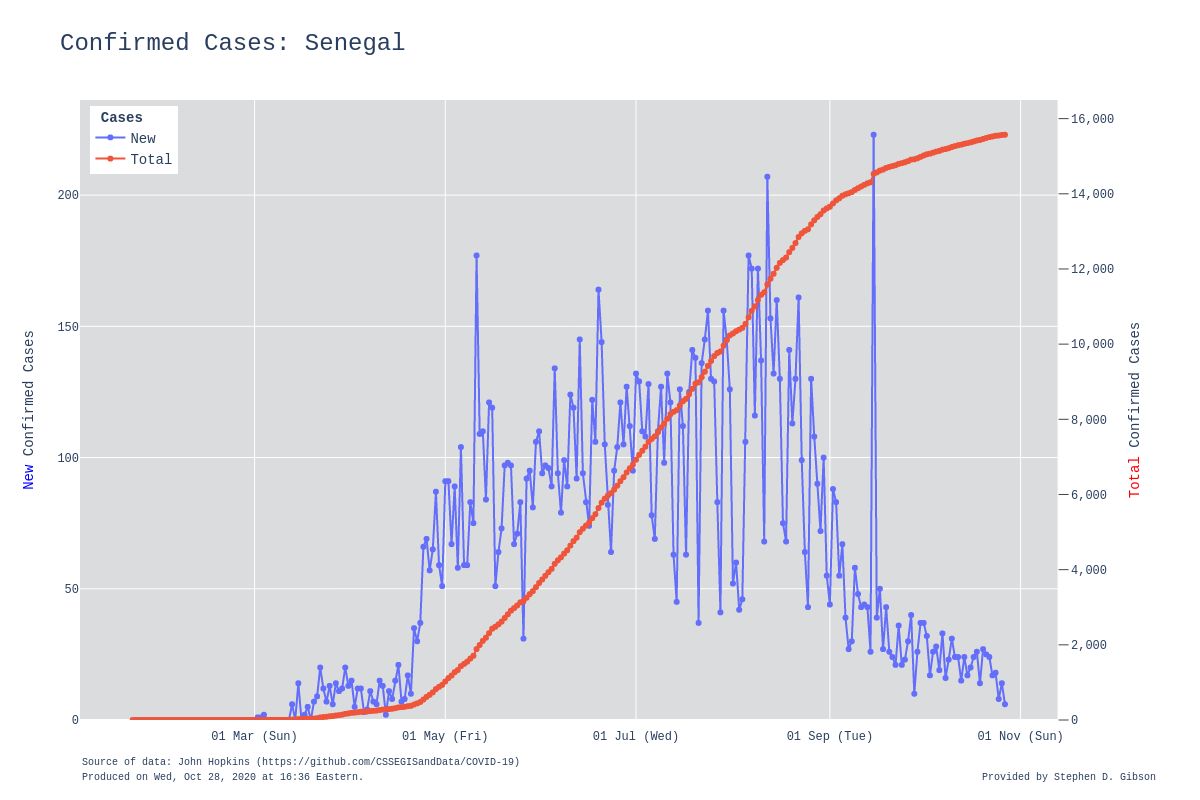 Confirmed Cases: Senegal
Cases
New
Total
200
150
100
50
0
16,000
14,000
12,000
10,000
8,000
6,000
4,000
2,000
0
New Confirmed Cases
Total Confirmed Cases
01 Mar (Sun)
01 May (Fri)
01 Jul (Wed)
01 Sep (Tue)
01 Nov (Sun)
Source of data: John Hopkins (https://github.com/CSSEGISandData/COVID-19)
Produced on Wed, Oct 28, 2020 at 16:36 Eastern.
Provided by Stephen D. Gibson